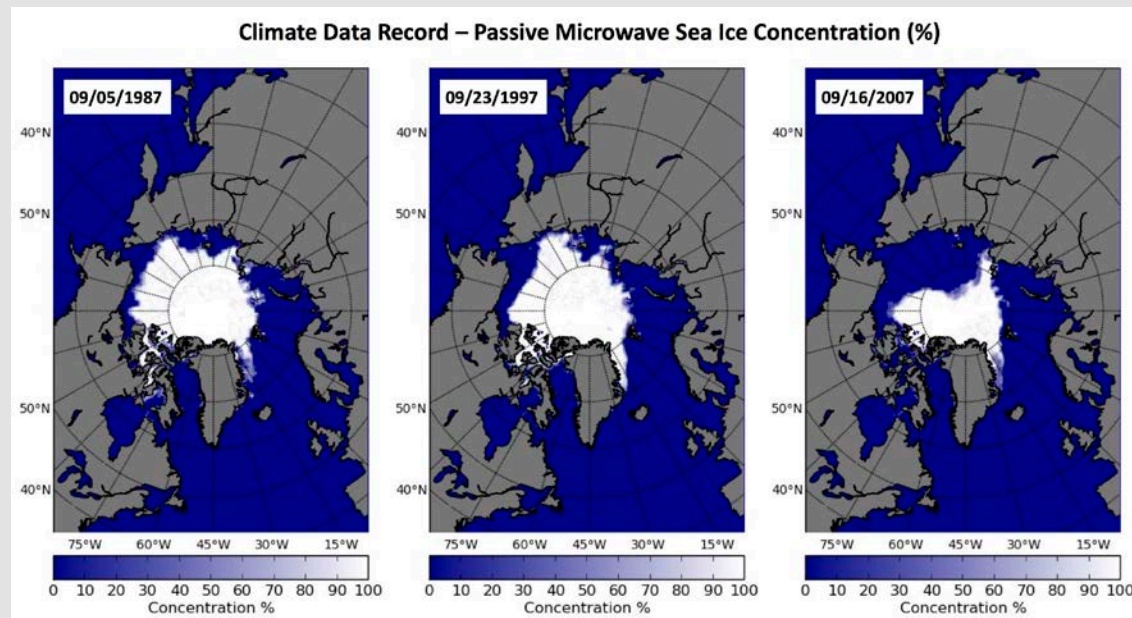 Climate Data Record – Passive Microwave Sea Ice Concentration (%)
09/05/1987
09/23/1997
09/16/2007
40°N
50°N
50°N
40°N
75°W 60°W 45°W 30°W 15°W
0 10 20 30 40 50 60 70 80 90 100
Concentration %
40°N
50°N
50°N
40°N
75°W 60°W 45°W 30°W 15°W
0 10 20 30 40 50 60 70 80 90 100
Concentration %
40°N
50°N
50°N
40°N
75°W 60°W 45°W 30°W 15°W
0 10 20 30 40 50 60 70 80 90 100
Concentration %